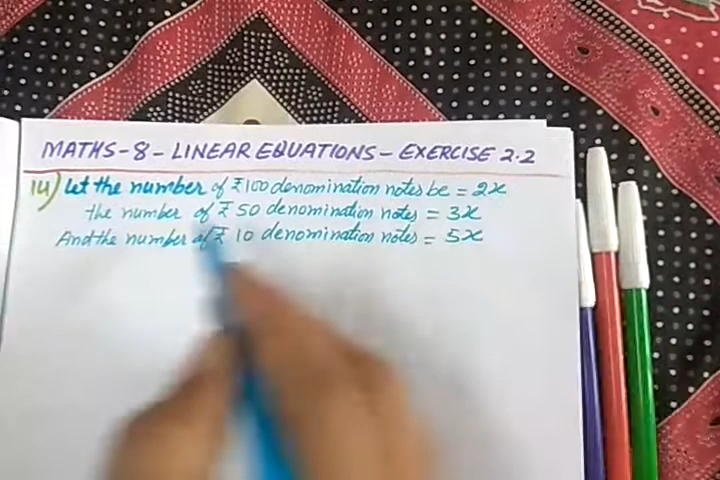 MATHS-8-LINEAR EQUATIONS-EXERCISE 2.2
14) Let the number of ₹100 denomination notes be = 2x
the number of ₹ 50 denomination notes = 3x
And the number of ₹ 10 denomination notes = 5x